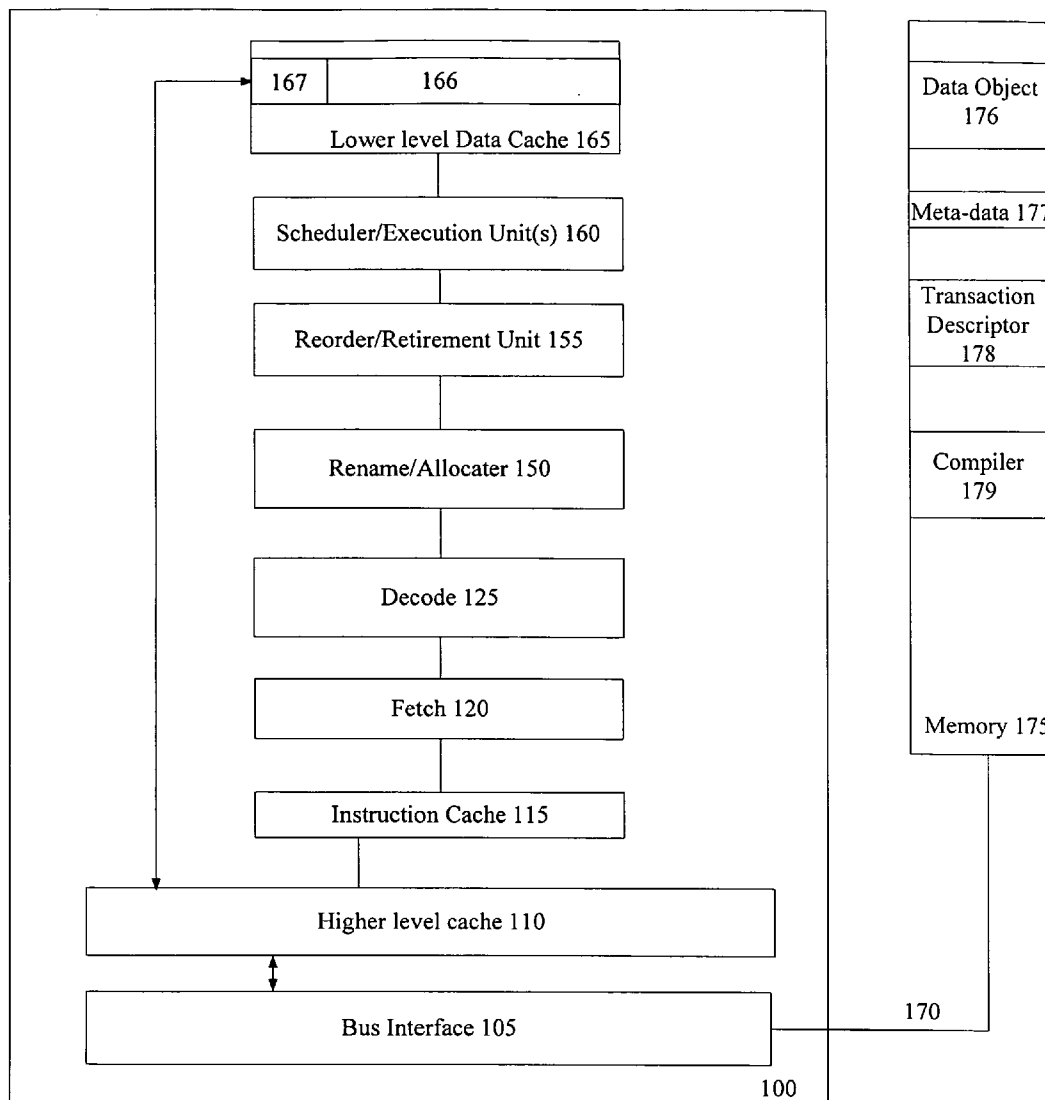 167
166
Lower level Data Cache 165
Scheduler/Execution Unit(s) 160
Reorder/Retirement Unit 155
Rename/Allocater 150
Decode 125
Fetch 120
Instruction Cache 115
Higher level cache 110
Bus Interface 105
100
170
Data Object
176
Meta-data 177
Transaction
Descriptor
178
Compiler
179
Memory 175